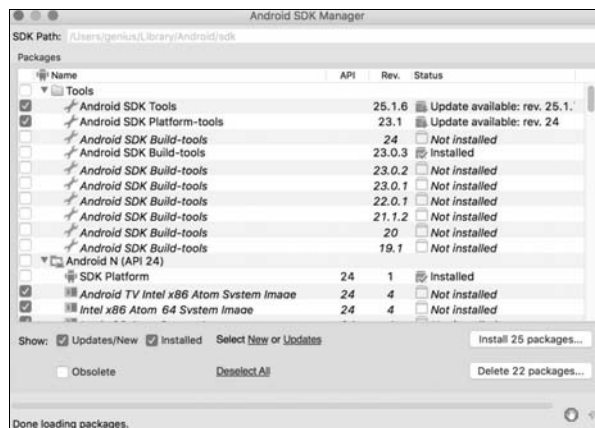 Android SDK Manager
SDK Path: /Users/genius/Library/Android/sdk
Packages
Name API Rev. Status
Tools
Android SDK Tools 25.1.6 Update available: rev. 25.1.
Android SDK Platform-tools 23.1 Update available: rev. 24
Android SDK Build-tools 24 Not installed
Android SDK Build-tools 23.0.3 Installed
Android SDK Build-tools 23.0.2 Not installed
Android SDK Build-tools 23.0.1 Not installed
Android SDK Build-tools 22.0.1 Not installed
Android SDK Build-tools 21.1.2 Not installed
Android SDK Build-tools 20 Not installed
Android SDK Build-tools 19.1 Not installed
Android N (API 24)
SDK Platform 24 1 Installed
Android TV Intel x86 Atom System Image 24 4 Not installed
Intel x86 Atom_64 System Image 24 4 Not installed
Show: Updates/New Installed Select New or Updates Install 25 packages...
Obsolete Deselect All Delete 22 packages...
Done loading packages.